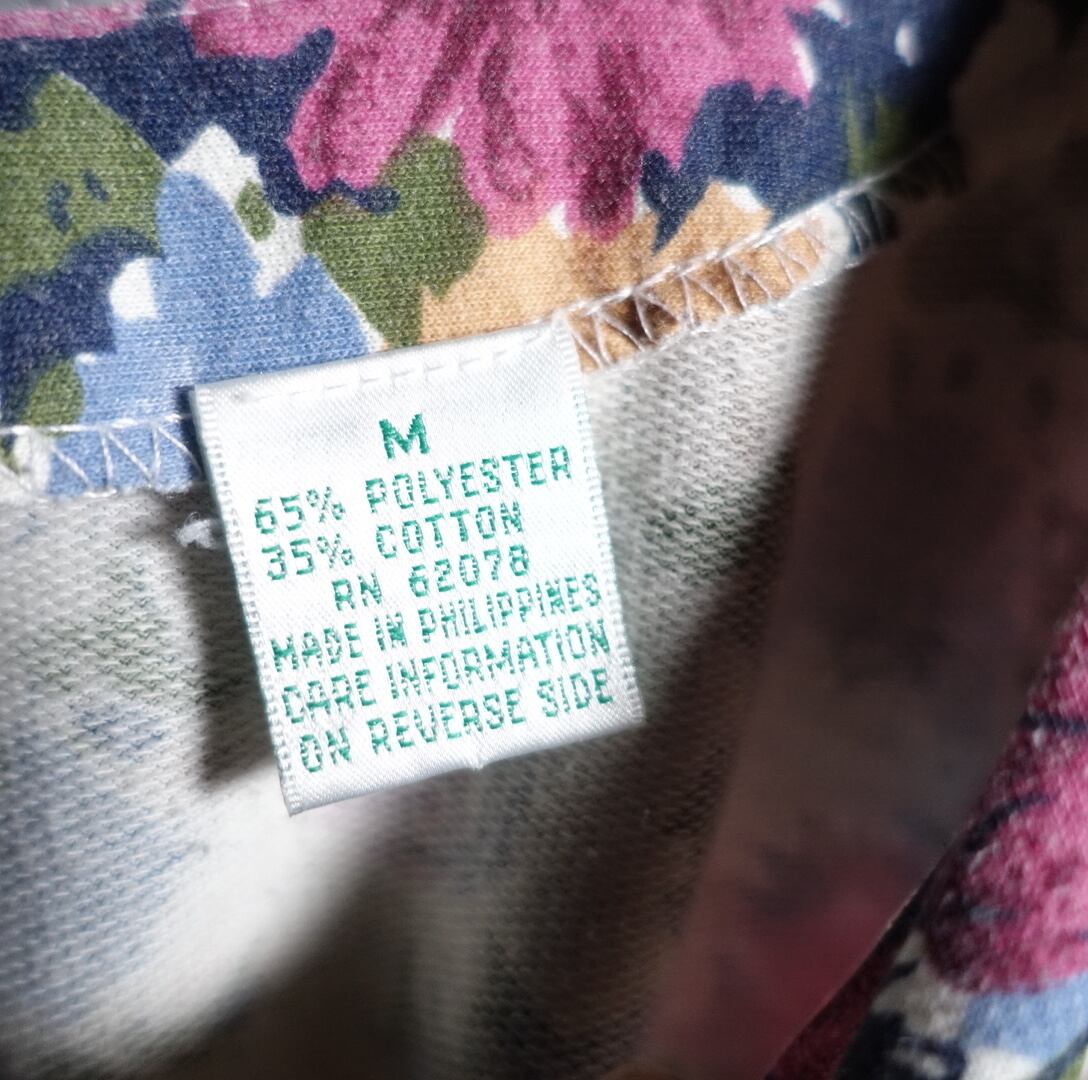 M
65% POLYESTER
35% COTTON
RN 62078
MADE IN PHILIPPINES
CARE INFORMATION
ON REVERSE SIDE